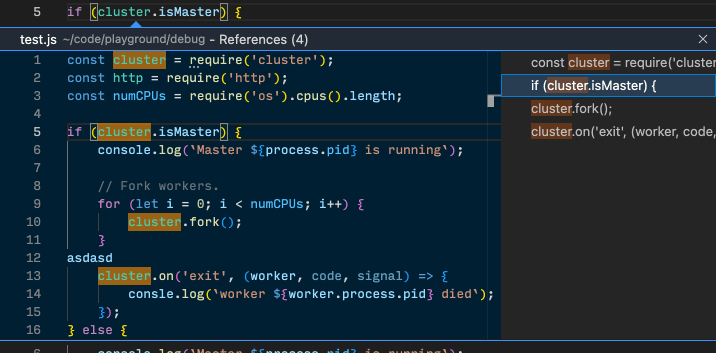 5 if (cluster.isMaster) {
test.js ~/code/playground/debug - References (4)
1 const cluster = require('cluster');
2 const http = require('http');
3 const numCPUs = require('os').cpus().length;
4
5 if (cluster.isMaster) {
6 console.log(`Master ${process.pid} is running`);
7
8 // Fork workers.
9 for (let i = 0; i < numCPUs; i++) {
10 cluster.fork();
11 }
12 asdasd
13 cluster.on('exit', (worker, code, signal) => {
14 consle.log(`worker ${worker.process.pid} died`);
15 });
16 } else {
const cluster = require('cluster
if (cluster.isMaster) {
cluster.fork();
cluster.on('exit', (worker, code,
6 console.log(`Master ${process.pid} is running`);